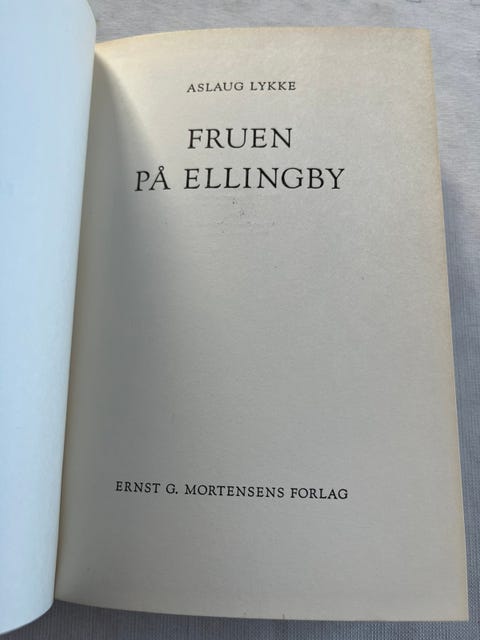 ASLAUG LYKKE
FRUEN
PÅ ELLINGBY
ERNST G. MORTENSENS FORLAG